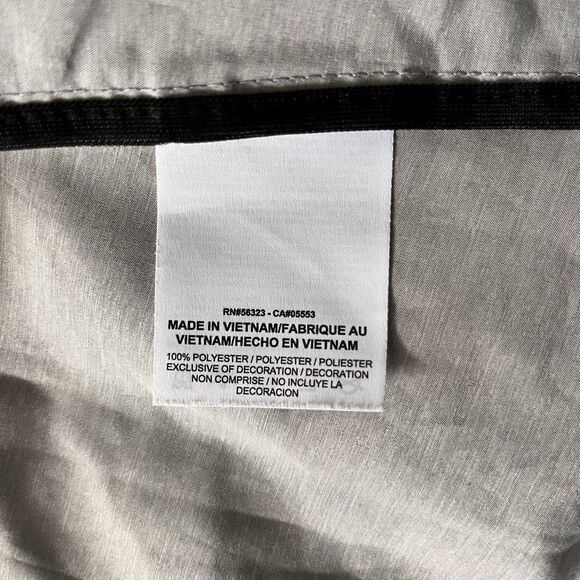 RN#56323 - CA#05553
MADE IN VIETNAM/FABRIQUE AU
VIETNAM/HECHO EN VIETNAM
100% POLYESTER / POLYESTER / POLIESTER
EXCLUSIVE OF DECORATION / DECORATION
NON COMPRISE / NO INCLUYE LA
DECORACION